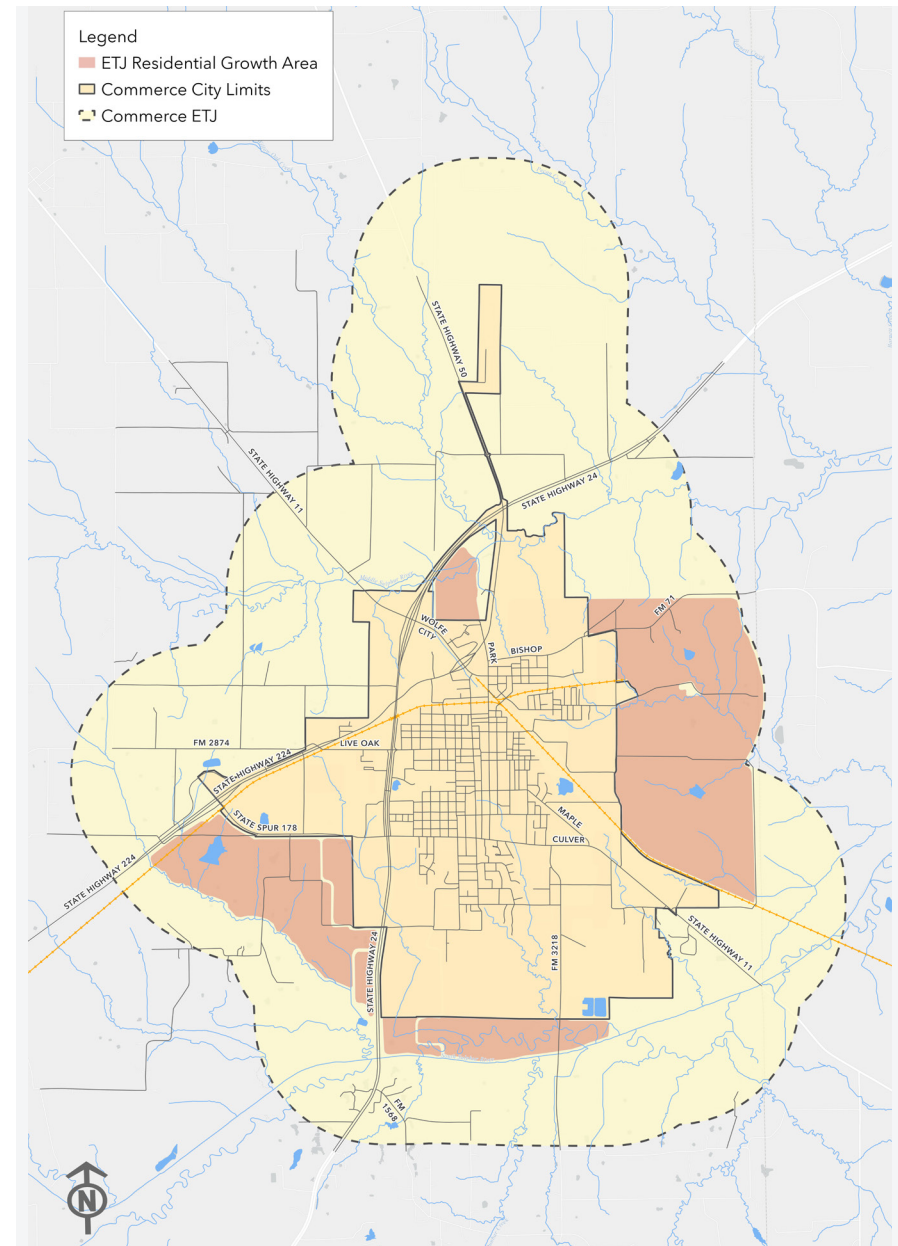 Legend
ETJ Residential Growth Area
Commerce City Limits
Commerce ETJ
STATE HIGHWAY 50
STATE HIGHWAY 11
STATE HIGHWAY 24
FM 71
WOLFE
CITY
PARK
BISHOP
FM 2874
STATE HIGHWAY 224
LIVE OAK
STATE SPUR 178
MAPLE
CULVER
STATE HIGHWAY 224
STATE HIGHWAY 24
FM 3218
STATE HIGHWAY 11
FM
1568
N